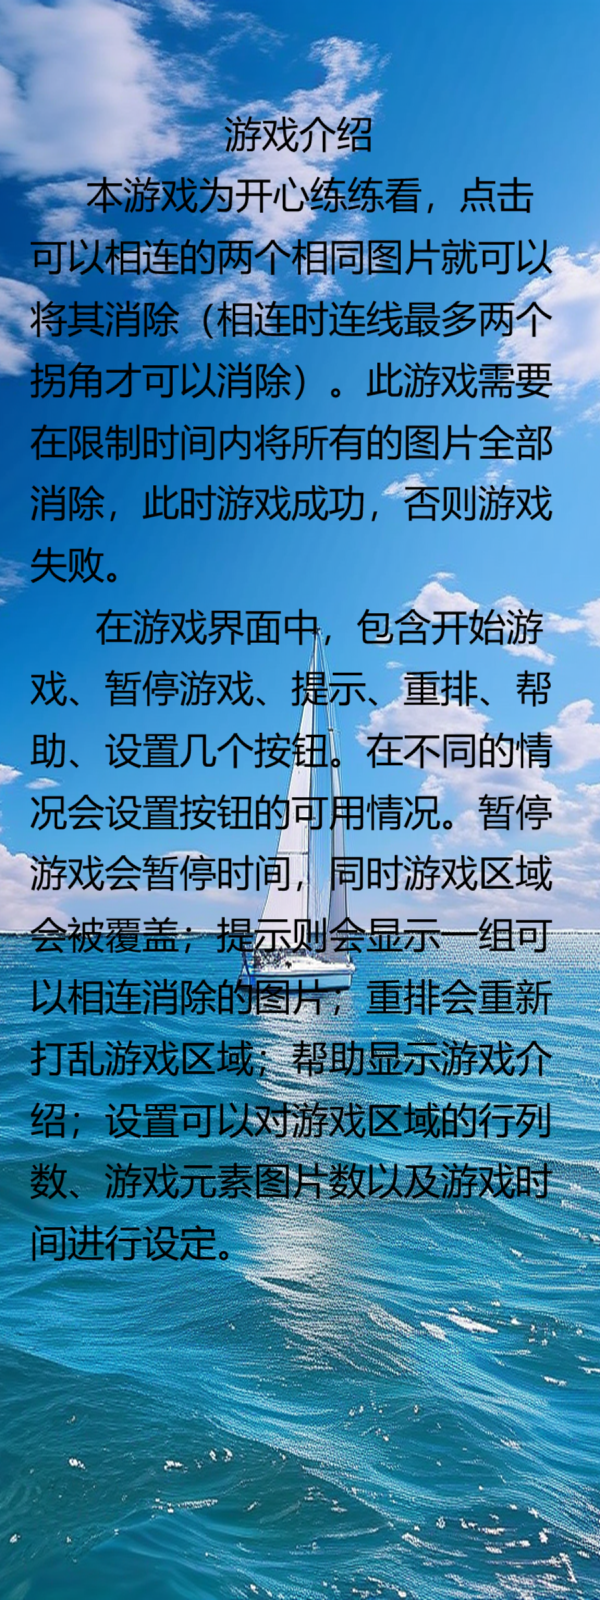 游戏介绍
本游戏为开心练练看，点击
可以相连的两个相同图片就可以
将其消除（相连时连线最多两个
拐角才可以消除）。此游戏需要
在限制时间内将所有的图片全部
消除，此时游戏成功，否则游戏
失败。
在游戏界面中，包含开始游
戏、暂停游戏、提示、重排、帮
助、设置几个按钮。在不同的情
况会设置按钮的可用情况。暂停
游戏会暂停时间，同时游戏区域
会被覆盖；提示则会显示一组可
以相连消除的图片；重排会重新
打乱游戏区域；帮助显示游戏介
绍；设置可以对游戏区域的行列
数、游戏元素图片数以及游戏时
间进行设定。